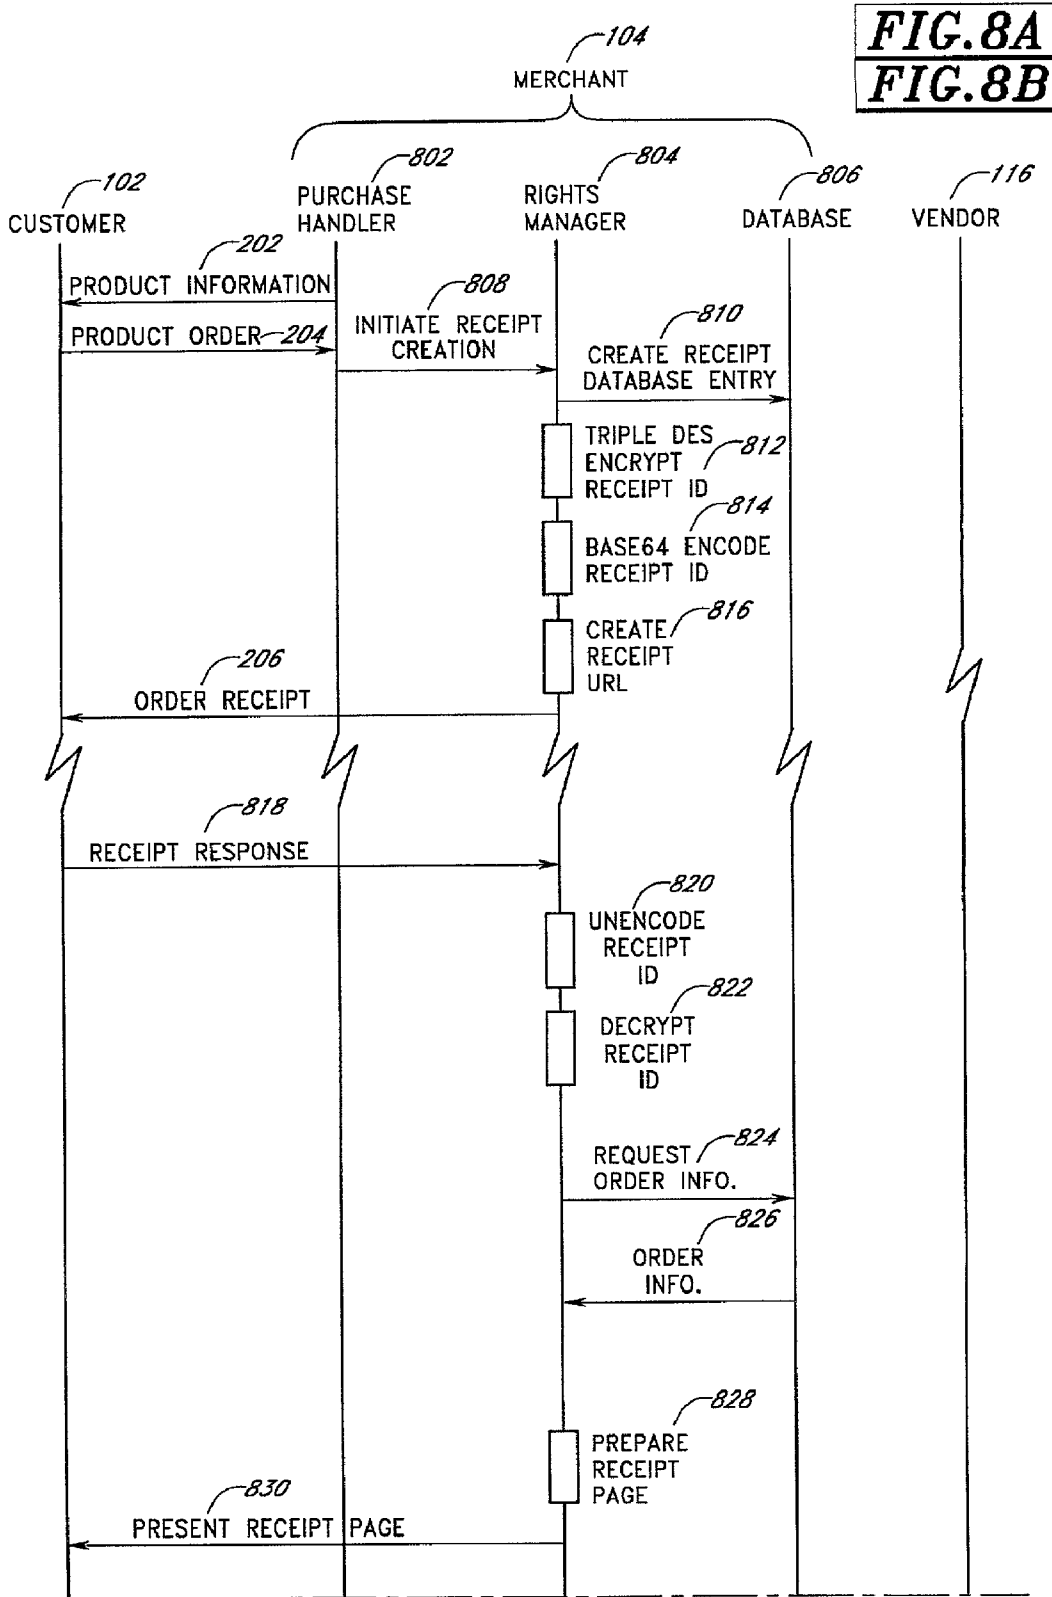 FIG.8A
FIG.8B
104
MERCHANT
102
CUSTOMER
802
PURCHASE
HANDLER
804
RIGHTS
MANAGER
806
DATABASE
116
VENDOR
202
PRODUCT INFORMATION
PRODUCT ORDER 204
808
INITIATE RECEIPT
CREATION
810
CREATE RECEIPT
DATABASE ENTRY
TRIPLE DES
ENCRYPT 812
RECEIPT ID
814
BASE64 ENCODE
RECEIPT ID
816
CREATE
RECEIPT
URL
206
ORDER RECEIPT
818
RECEIPT RESPONSE
820
UNENCODE
RECEIPT
ID
822
DECRYPT
RECEIPT
ID
824
REQUEST
ORDER INFO.
826
ORDER
INFO.
828
PREPARE
RECEIPT
PAGE
830
PRESENT RECEIPT PAGE